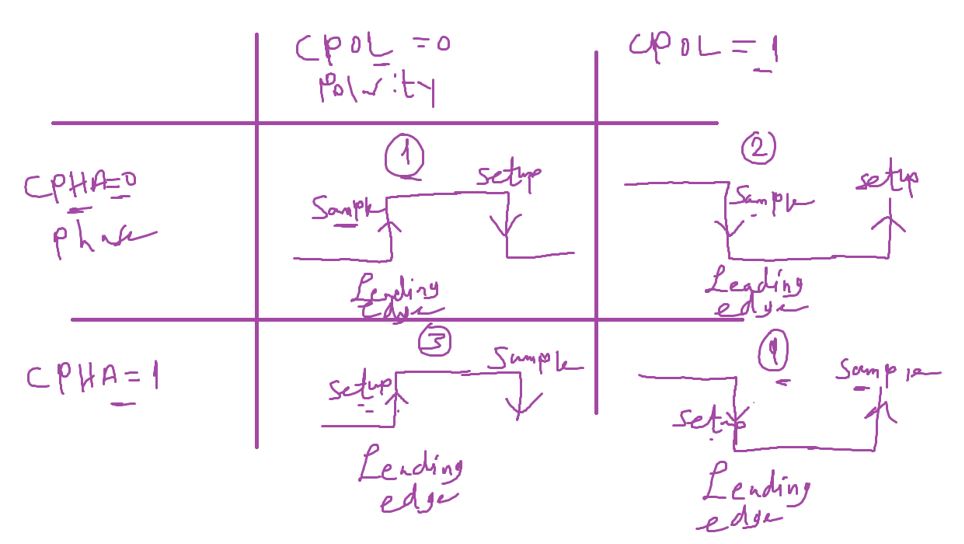 CPOL = 0
Polarity
CPOL = 1
CPHA=0
phase
1
Sample
setup
Leading
edge
2
Sample
setup
Leading
edge
CPHA = 1
3
setup
Sample
Leading
edge
setup
Sample
Leading
edge